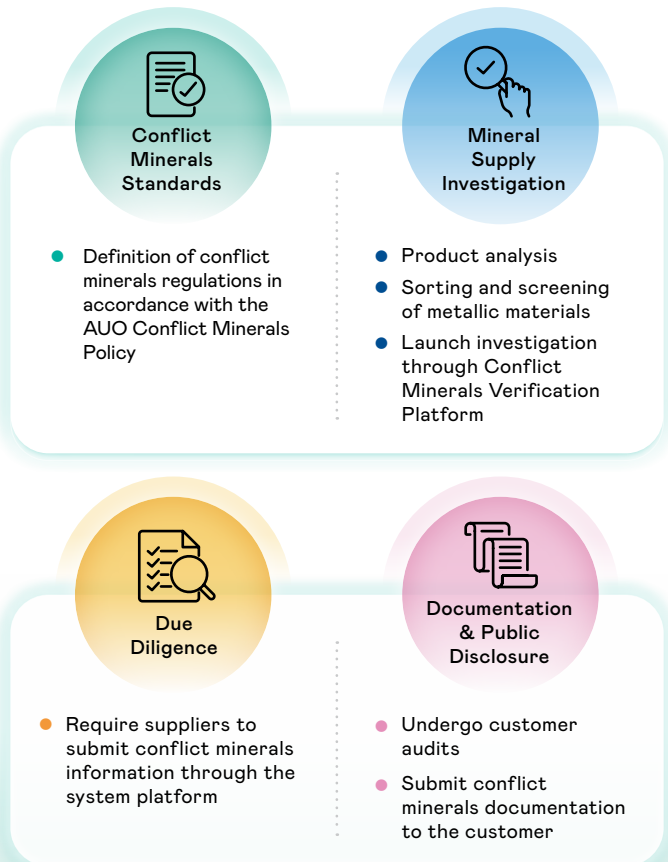 Conflict
Minerals
Standards
Definition of conflict
minerals regulations in
accordance with the
AUO Conflict Minerals
Policy
Mineral
Supply
Investigation
Product analysis
Sorting and screening
of metallic materials
Launch investigation
through Conflict
Minerals Verification
Platform
Due
Diligence
Require suppliers to
submit conflict minerals
information through the
system platform
Documentation
& Public
Disclosure
Undergo customer
audits
Submit conflict
minerals documentation
to the customer